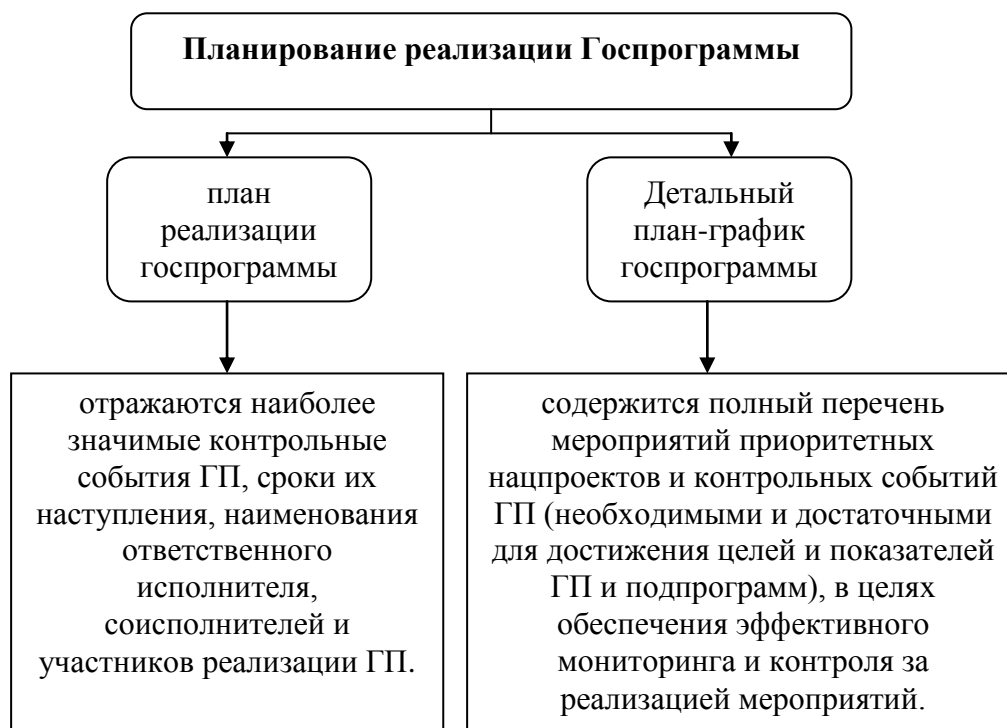 Планирование реализации Госпрограммы
план
реализации
госпрограммы
Детальный
план-график
госпрограммы
отражаются наиболее
значимые контрольные
события ГП, сроки их
наступления, наименования
ответственного
исполнителя,
соисполнителей и
участников реализации ГП.
содержится полный перечень
мероприятий приоритетных
нацпроектов и контрольных событий
ГП (необходимыми и достаточными
для достижения целей и показателей
ГП и подпрограмм), в целях
обеспечения эффективного
мониторинга и контроля за
реализацией мероприятий.